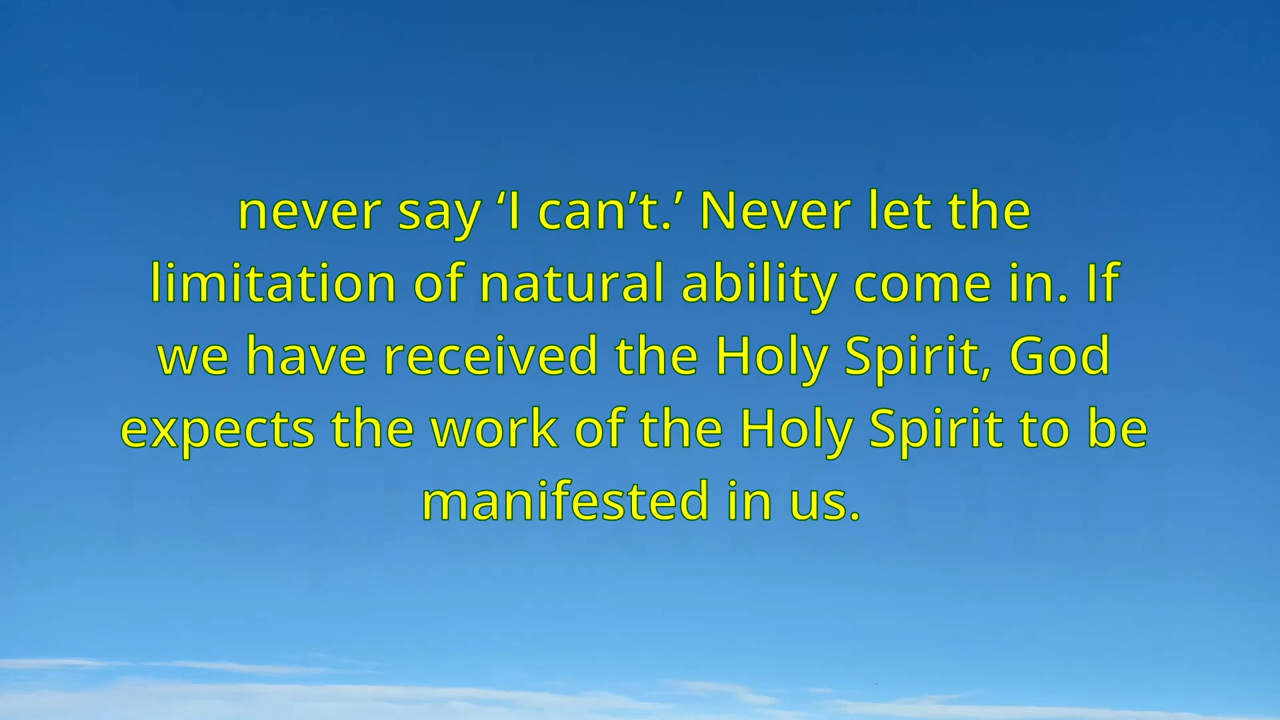 never say ‘I can’t.’ Never let the
limitation of natural ability come in. If
we have received the Holy Spirit, God
expects the work of the Holy Spirit to be
manifested in us.